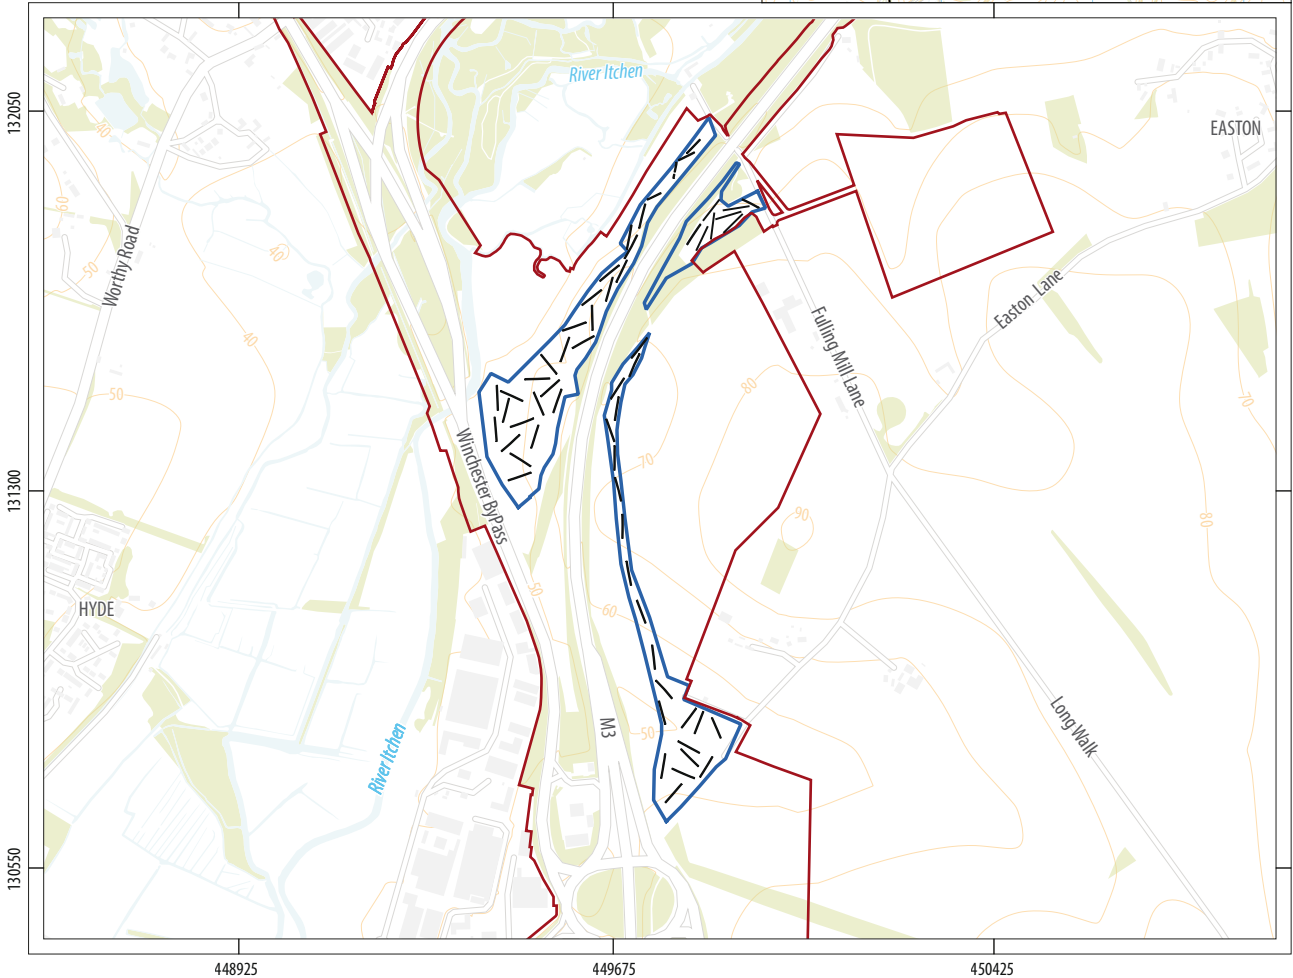 River Itchen
132050
40
EASTON
60
50
Worthy Road
40
40
Easton Lane
Fulling Mill Lane
80
50
70
Winchester ByPass
70
131300
90
80
50
HYDE
60
M3
50
Long Walk
River Itchen
130550
448925
449675
450425